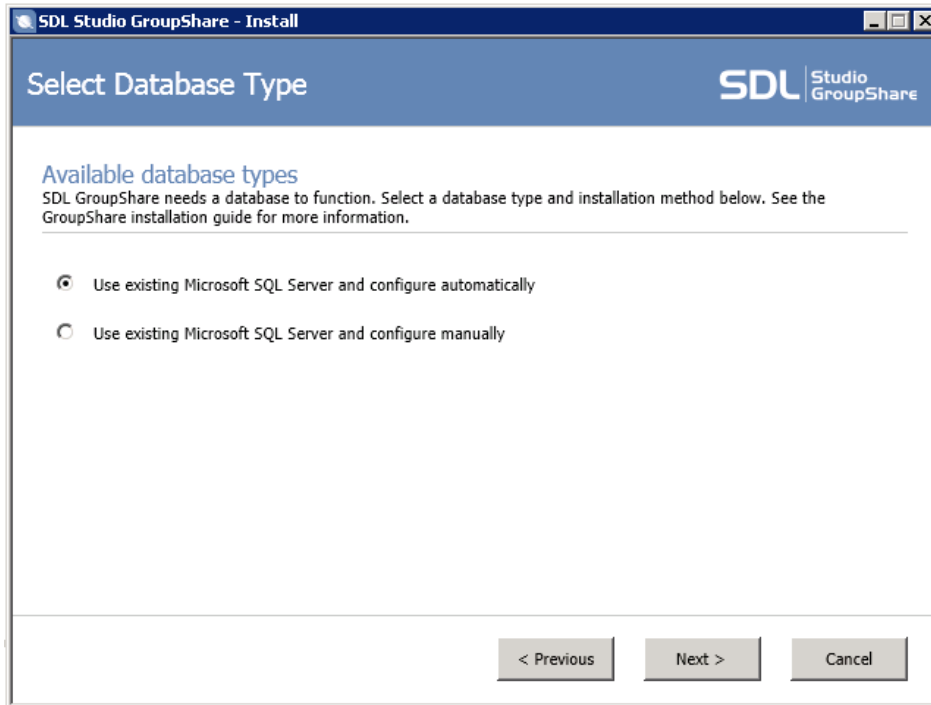 SDL Studio GroupShare - Install
Select Database Type
SDL Studio
GroupShare
Available database types
SDL GroupShare needs a database to function. Select a database type and installation method below. See the
GroupShare installation guide for more information.
Use existing Microsoft SQL Server and configure automatically
Use existing Microsoft SQL Server and configure manually
< Previous
Next >
Cancel